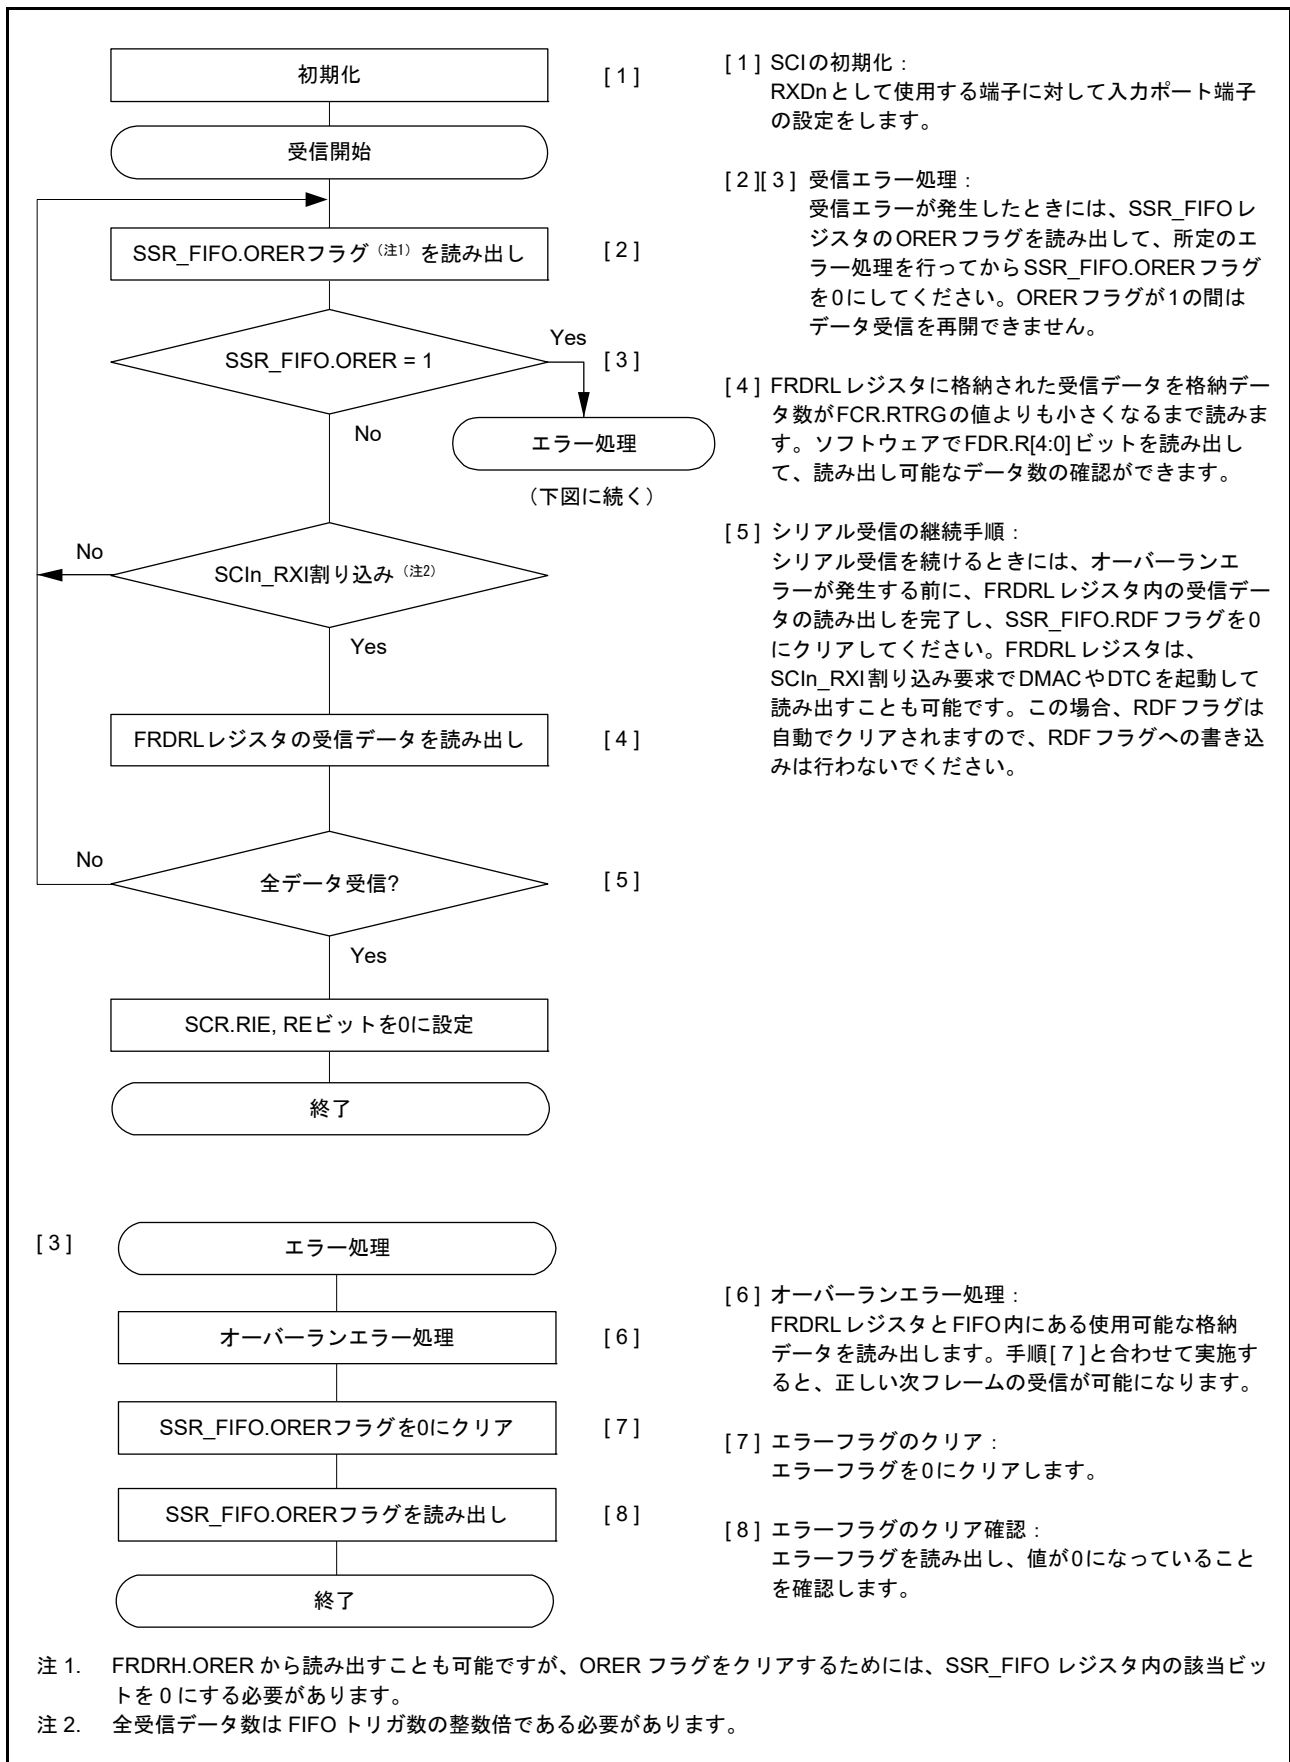 初期化
[ 1 ]
受信開始
SSR_FIFO.ORERフラグ（注1）を読み出し
[ 2 ]
SSR_FIFO.ORER = 1
Yes
[ 3 ]
No
エラー処理
（下図に続く）
No
SCIn_RXI割り込み（注2）
Yes
FRDRLレジスタの受信データを読み出し
[ 4 ]
No
全データ受信?
[ 5 ]
Yes
SCR.RIE, REビットを0に設定
終了
[ 1 ] SCIの初期化：
RXDnとして使用する端子に対して入力ポート端子
の設定をします。
[ 2 ][ 3 ] 受信エラー処理：
受信エラーが発生したときには、SSR_FIFOレ
ジスタのORERフラグを読み出して、所定のエ
ラー処理を行ってからSSR_FIFO.ORERフラグ
を0にしてください。ORERフラグが1の間は
データ受信を再開できません。
[ 4 ] FRDRLレジスタに格納された受信データを格納デー
タ数がFCR.RTRGの値よりも小さくなるまで読みま
す。ソフトウェアでFDR.R[4:0]ビットを読み出し
て、読み出し可能なデータ数の確認ができます。
[ 5 ] シリアル受信の継続手順：
シリアル受信を続けるときには、オーバーランエ
ラーが発生する前に、FRDRLレジスタ内の受信デー
タの読み出しを完了し、SSR_FIFO.RDFフラグを0
にクリアしてください。FRDRLレジスタは、
SCIn_RXI割り込み要求でDMACやDTCを起動して
読み出すことも可能です。この場合、RDFフラグは
自動でクリアされますので、RDFフラグへの書き込
みは行わないでください。
[ 3 ]
エラー処理
オーバーランエラー処理
[ 6 ]
SSR_FIFO.ORERフラグを0にクリア
[ 7 ]
SSR_FIFO.ORERフラグを読み出し
[ 8 ]
終了
[ 6 ] オーバーランエラー処理：
FRDRLレジスタとFIFO内にある使用可能な格納
データを読み出します。手順[ 7 ]と合わせて実施す
ると、正しい次フレームの受信が可能になります。
[ 7 ] エラーフラグのクリア：
エラーフラグを0にクリアします。
[ 8 ] エラーフラグのクリア確認：
エラーフラグを読み出し、値が0になっていること
を確認します。
注 1. FRDRH.ORER から読み出すことも可能ですが、ORER フラグをクリアするためには、SSR_FIFO レジスタ内の該当ビッ
トを 0 にする必要があります。
注 2. 全受信データ数は FIFO トリガ数の整数倍である必要があります。